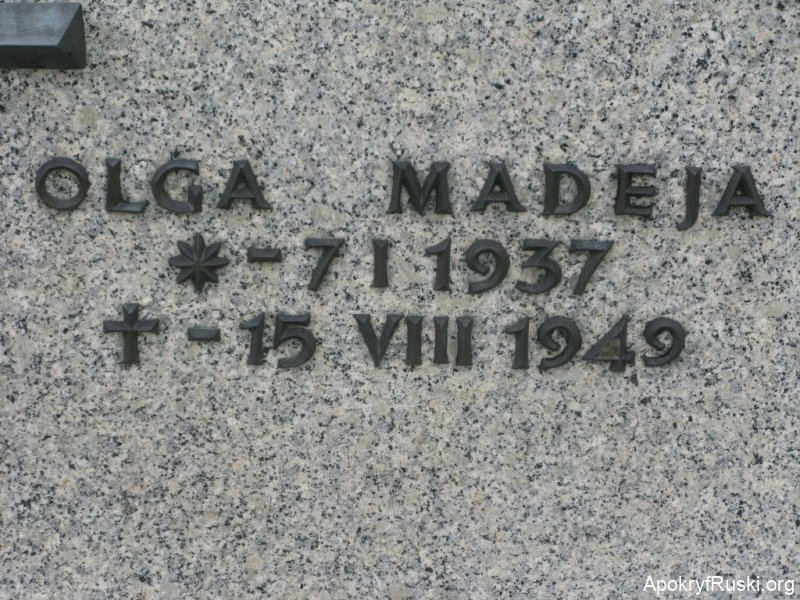 OLGA MADEJA
* - 7 I 1937
✝ - 15 VIII 1949
ApokryfRuski.org